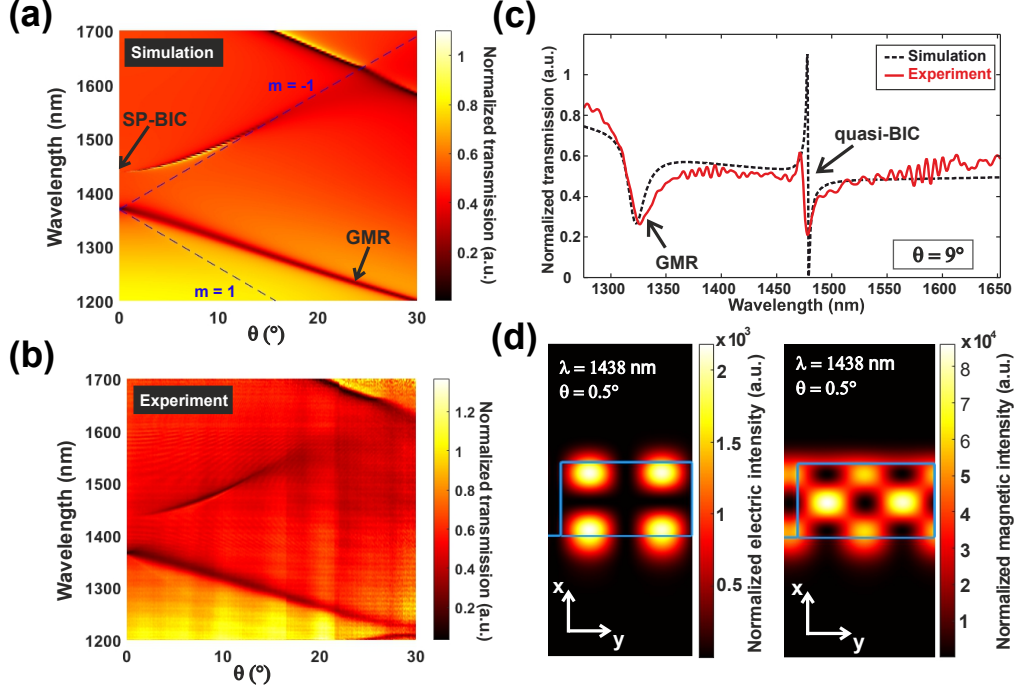 (a)
1700
1600
1500
1400
1300
1200
Wavelength (nm)
Simulation
SP-BIC
m = -1
GMR
m = 1
0
10
20
30
θ (°)
1
0.8
0.6
0.4
0.2
Normalized transmission (a.u.)
(b)
1700
1600
1500
1400
1300
1200
Wavelength (nm)
Experiment
0
10
20
30
θ (°)
1.2
1
0.8
0.6
0.4
0.2
Normalized transmission (a.u.)
(c)
Normalized transmission (a.u.)
1
0.8
0.6
0.4
0.2
0
Simulation
Experiment
quasi-BIC
GMR
θ = 9°
1300
1350
1400
1450
1500
1550
1600
1650
Wavelength (nm)
(d)
λ = 1438 nm
θ = 0.5°
x
y
x 10³
2
1.5
1
0.5
Normalized electric intensity (a.u.)
λ = 1438 nm
θ = 0.5°
x
y
x 10⁴
8
7
6
5
4
3
2
1
Normalized magnetic intensity (a.u.)